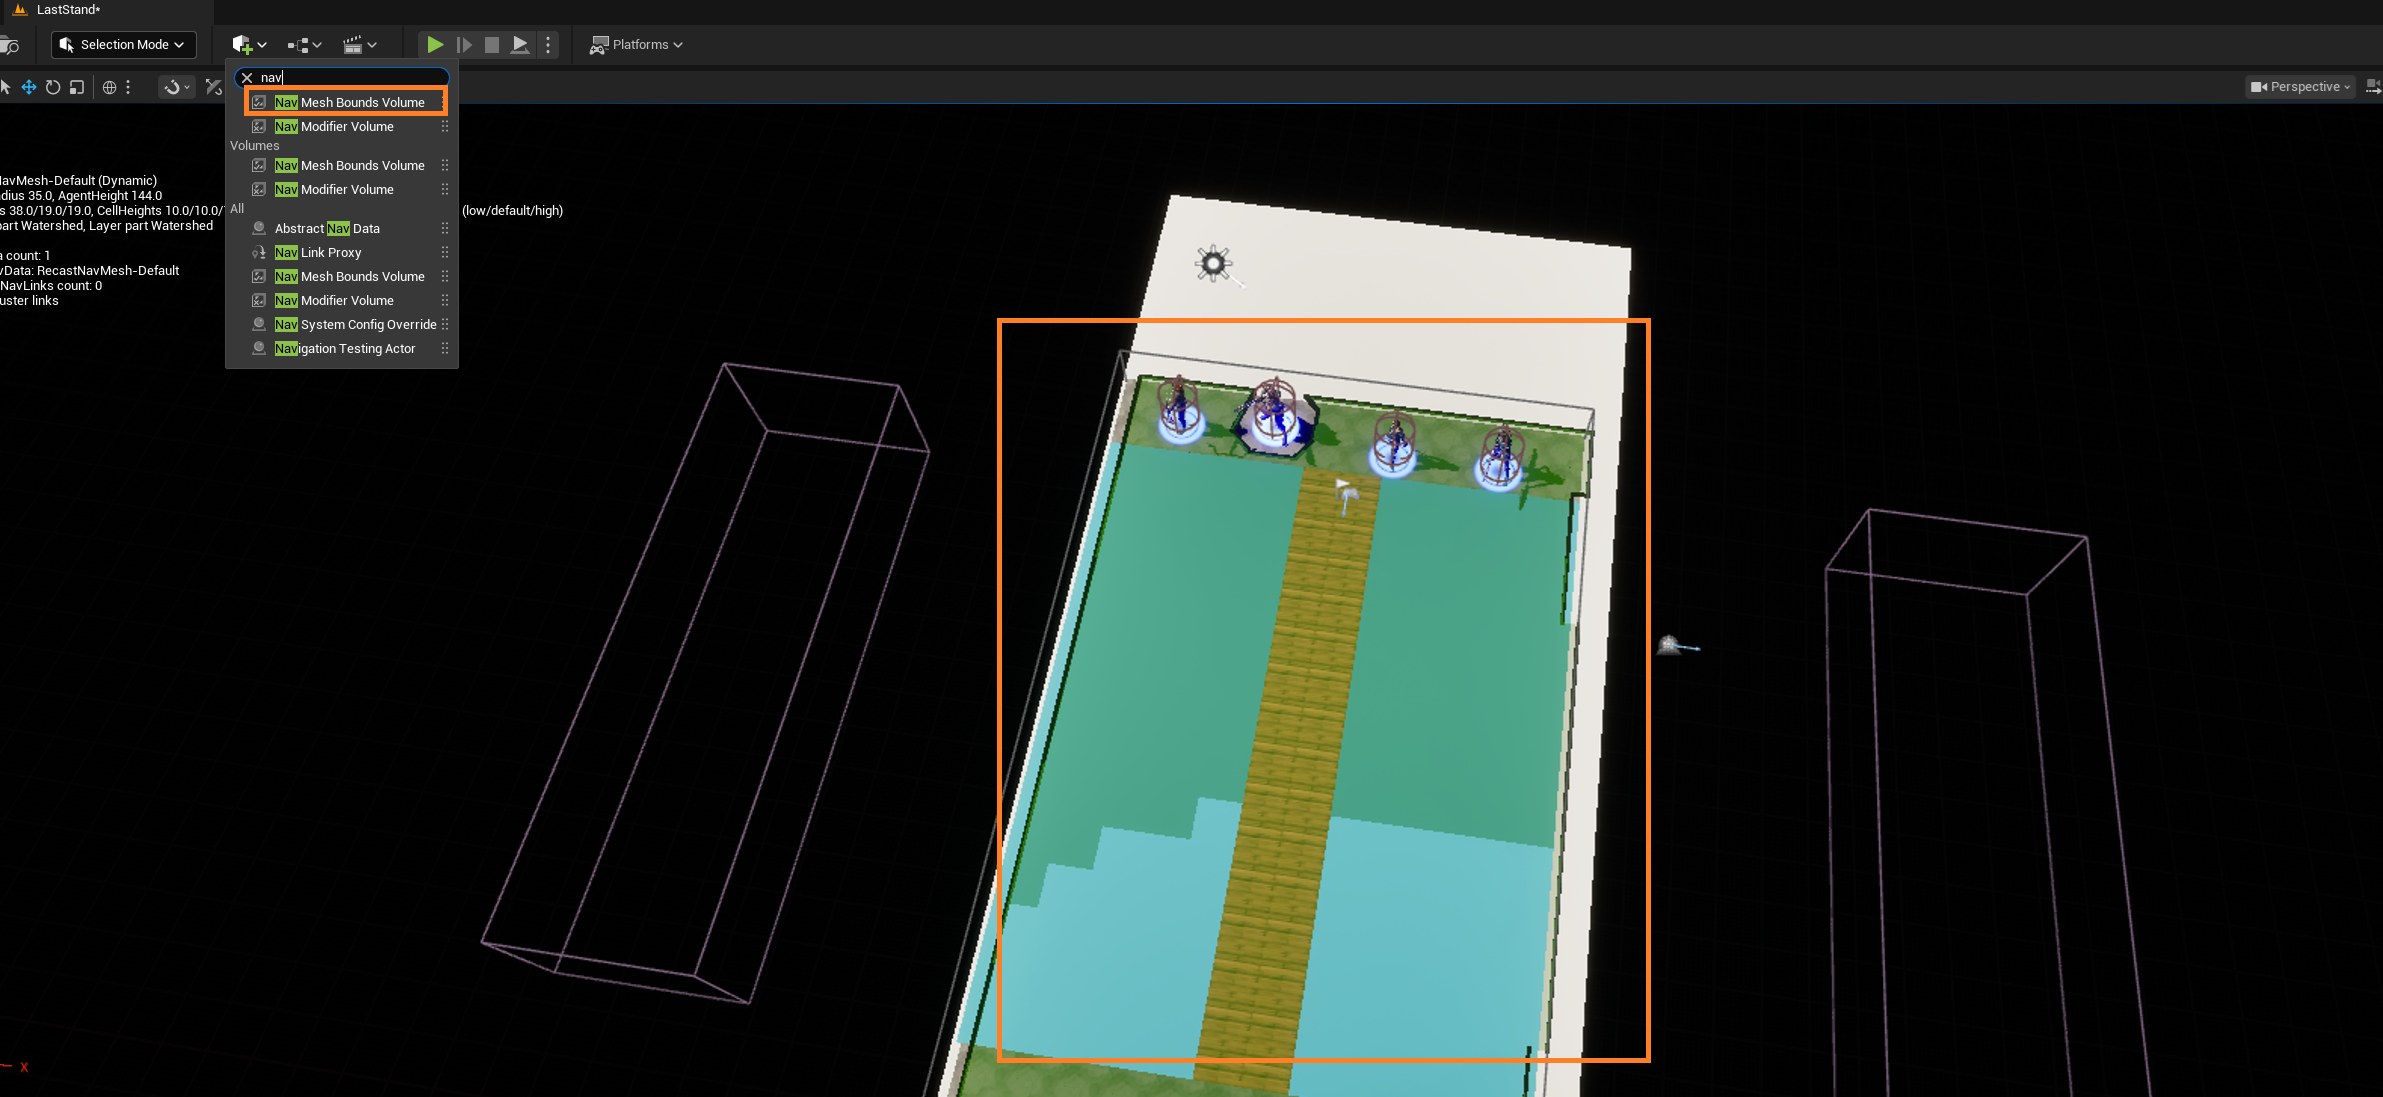 LastStand*
Selection Mode
Platforms
nav
Perspective
Nav Mesh Bounds Volume
Nav Modifier Volume
Volumes
Nav Mesh Bounds Volume
Nav Modifier Volume
All
Abstract Nav Data
Nav Link Proxy
Nav Mesh Bounds Volume
Nav Modifier Volume
Nav System Config Override
Navigation Testing Actor
NavMesh-Default (Dynamic)
dius 35.0, AgentHeight 144.0
s 38.0/19.0/19.0, CellHeights 10.0/10.0/ (low/default/high)
part Watershed, Layer part Watershed
a count: 1
vData: RecastNavMesh-Default
NavLinks count: 0
uster links
X